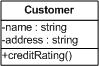 Customer
-name : string
-address : string
+creditRating()